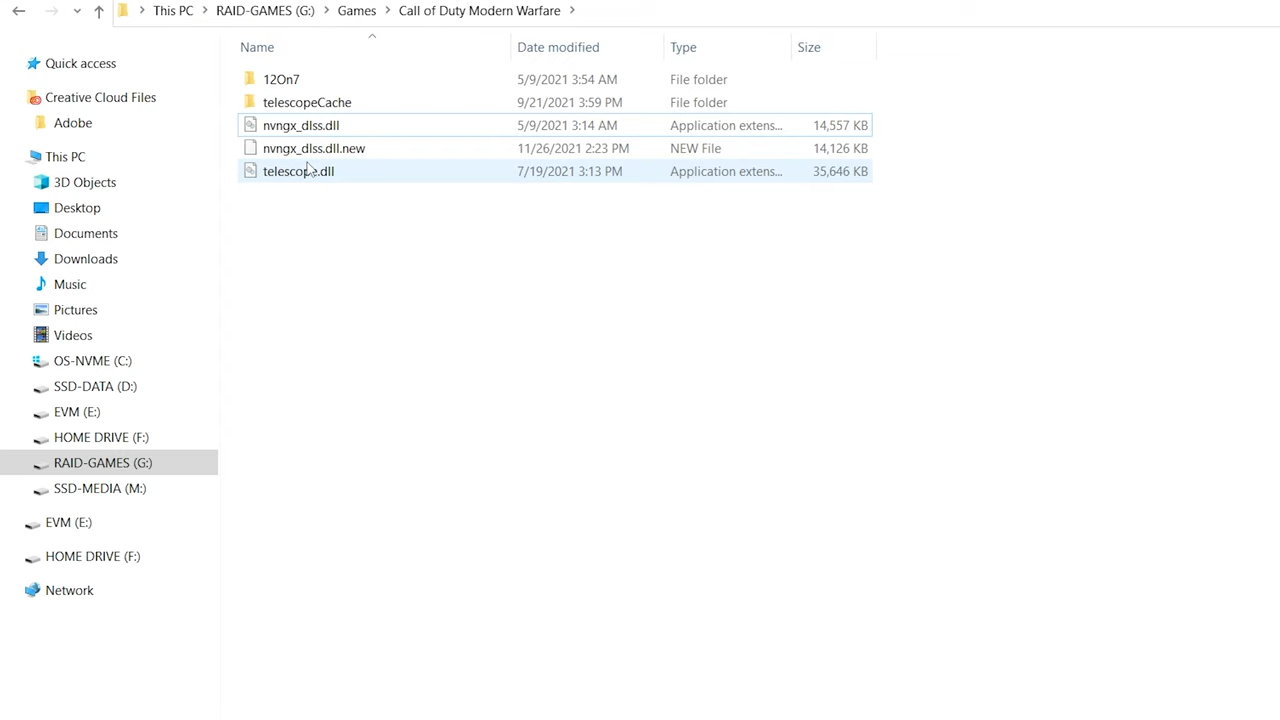 This PC > RAID-GAMES (G:) > Games > Call of Duty Modern Warfare >
Name Date modified Type Size
Quick access
Creative Cloud Files
Adobe
This PC
3D Objects
Desktop
Documents
Downloads
Music
Pictures
Videos
OS-NVME (C:)
SSD-DATA (D:)
EVM (E:)
HOME DRIVE (F:)
RAID-GAMES (G:)
SSD-MEDIA (M:)
EVM (E:)
HOME DRIVE (F:)
Network
12On7 5/9/2021 3:54 AM File folder
telescopeCache 9/21/2021 3:59 PM File folder
nvngx_dlss.dll 5/9/2021 3:14 AM Application extens... 14,557 KB
nvngx_dlss.dll.new 11/26/2021 2:23 PM NEW File 14,126 KB
telescope.dll 7/19/2021 3:13 PM Application extens... 35,646 KB